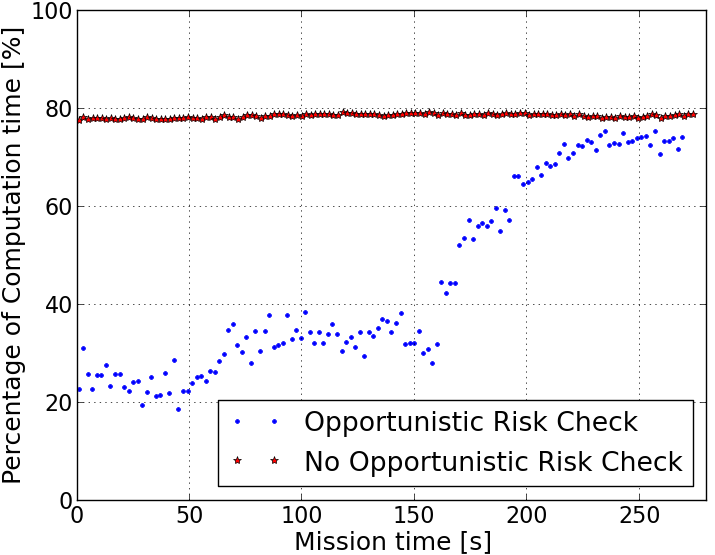 Percentage of Computation time [%]
100
80
60
40
20
0
Opportunistic Risk Check
No Opportunistic Risk Check
0 50 100 150 200 250
Mission time [s]